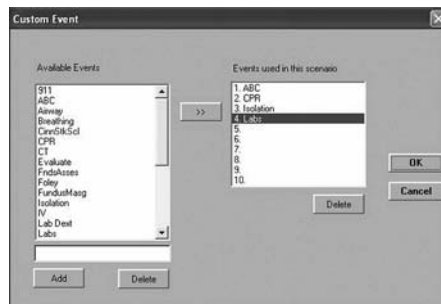 Custom Event
Available Events
911
ABC
Airway
Breathing
CinnStkScl
CPR
CT
Evaluate
FndsAsses
Foley
FundusMasg
Isolation
IV
Lab Dext
Labs
Add
Delete
>>
Events used in this scenario
1. ABC
2. CPR
3. Isolation
4. Labs
5.
6.
7.
8.
9.
10.
Delete
OK
Cancel